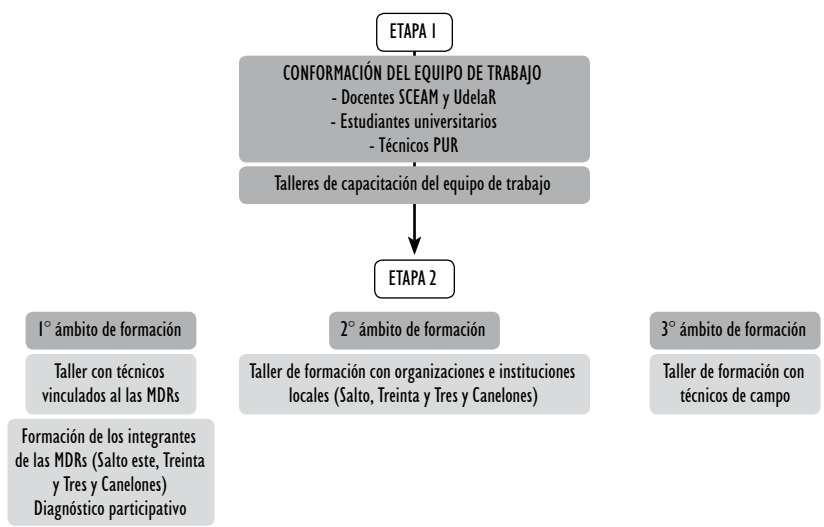 ETAPA 1
CONFORMACIÓN DEL EQUIPO DE TRABAJO
- Docentes SCEAM y UdelaR
- Estudiantes universitarios
- Técnicos PUR
Talleres de capacitación del equipo de trabajo
ETAPA 2
1° ámbito de formación
Taller con técnicos
vinculados al las MDRs
Formación de los integrantes
de las MDRs (Salto este, Treinta
y Tres y Canelones)
Diagnóstico participativo
2° ámbito de formación
Taller de formación con organizaciones e instituciones
locales (Salto, Treinta y Tres y Canelones)
3° ámbito de formación
Taller de formación con
técnicos de campo